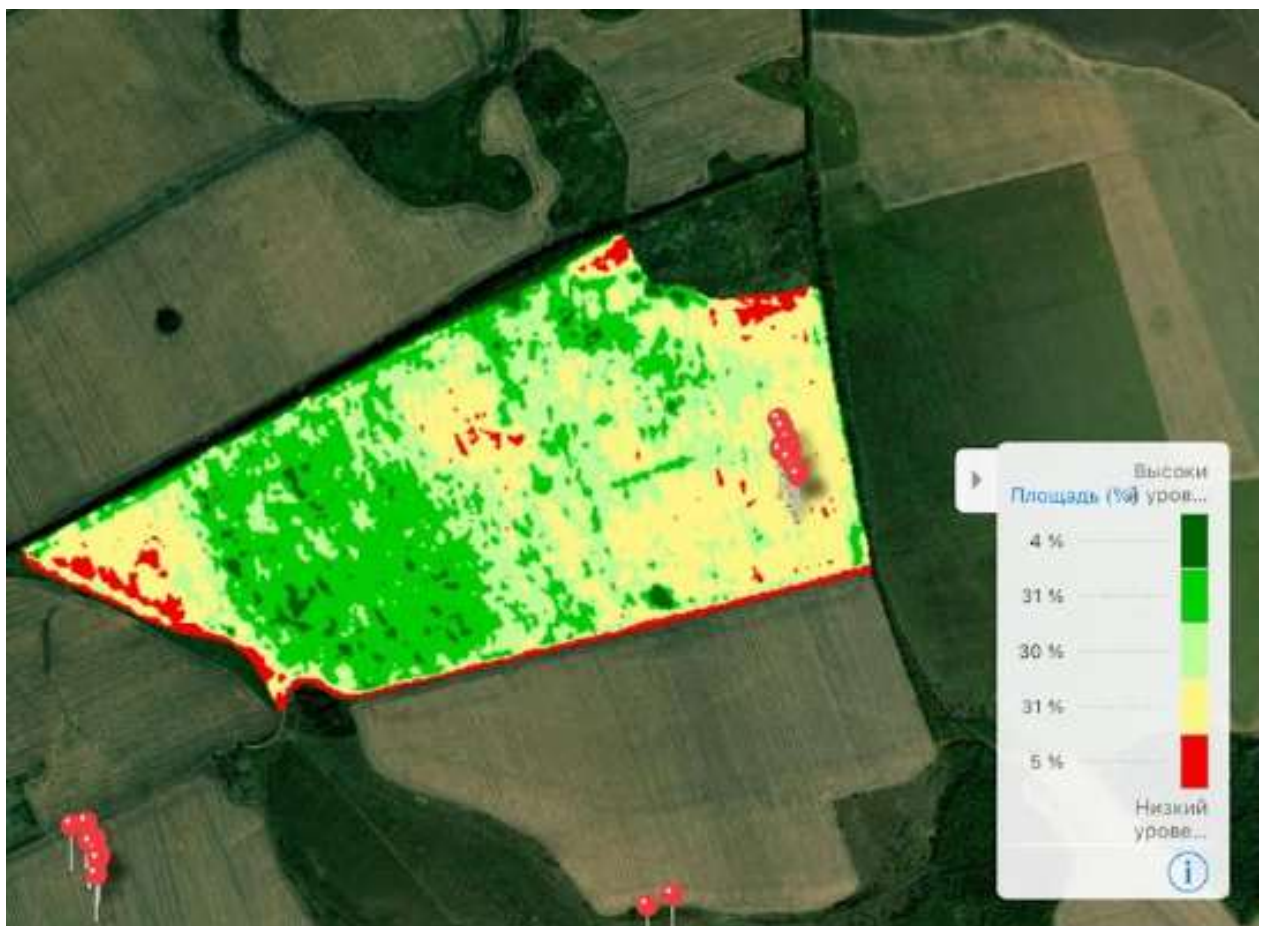 Высоки
Площадь (%)й уров...
4 %
31 %
30 %
31 %
5 %
Низкий
урове...
i